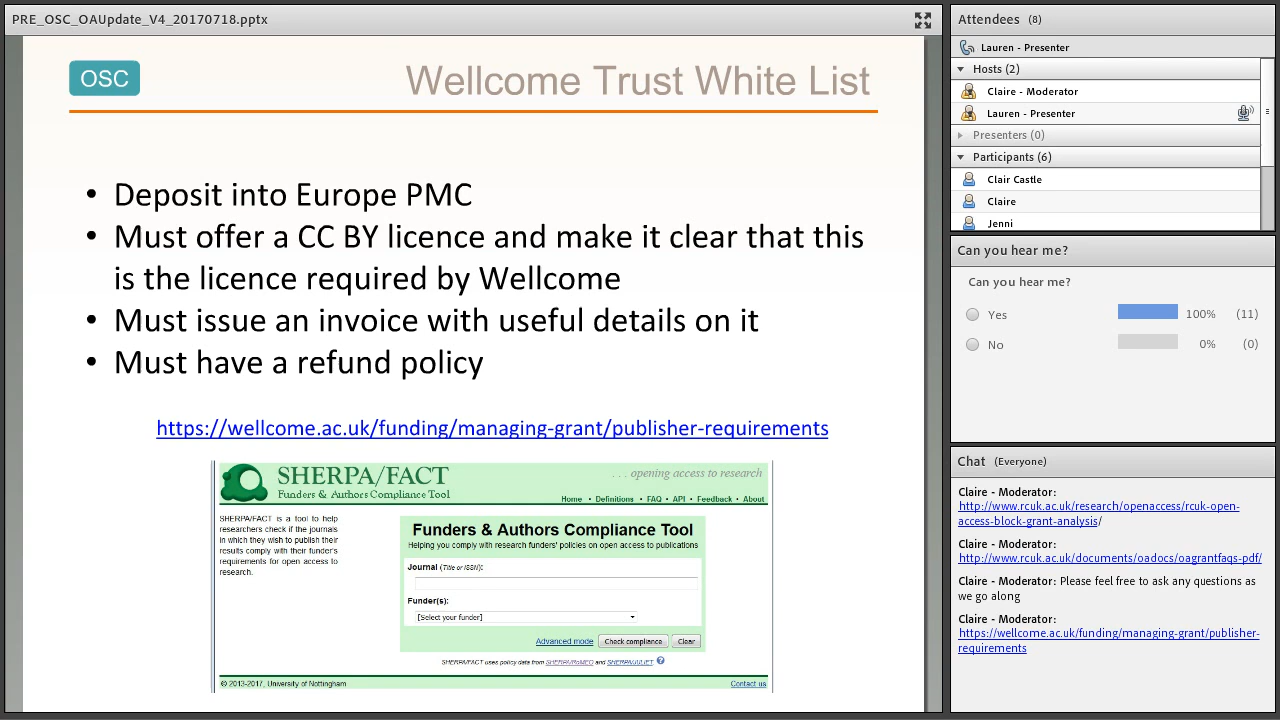 PRE_OSC_OAUpdate_V4_20170718.pptx
OSC
Wellcome Trust White List
• Deposit into Europe PMC
• Must offer a CC BY licence and make it clear that this
is the licence required by Wellcome
• Must issue an invoice with useful details on it
• Must have a refund policy
https://wellcome.ac.uk/funding/managing-grant/publisher-requirements
SHERPA/FACT
Funders & Authors Compliance Tool
. . . opening access to research
Home • Definitions • FAQ • API • Feedback • About
SHERPA/FACT is a tool to help
researchers check if the journals
in which they wish to publish their
results comply with their funder's
requirements for open access to
research.
Funders & Authors Compliance Tool
Helping you comply with research funders' policies on open access to publications
Journal (Title or ISSN):
Funder(s):
[Select your funder]
Advanced mode
Check compliance
Clear
SHERPA/FACT uses policy data from SHERPA/RoMEO and SHERPA/JULIET
© 2013-2017, University of Nottingham
Contact us
Attendees (8)
Lauren - Presenter
Hosts (2)
Claire - Moderator
Lauren - Presenter
Presenters (0)
Participants (6)
Clair Castle
Claire
Jenni
Can you hear me?
Can you hear me?
Yes 100% (11)
No 0% (0)
Chat (Everyone)
Claire - Moderator:
http://www.rcuk.ac.uk/research/openaccess/rcuk-open-
access-block-grant-analysis/
Claire - Moderator:
http://www.rcuk.ac.uk/documents/oadocs/oagrantfaqs-pdf/
Claire - Moderator: Please feel free to ask any questions as
we go along
Claire - Moderator:
https://wellcome.ac.uk/funding/managing-grant/publisher-
requirements